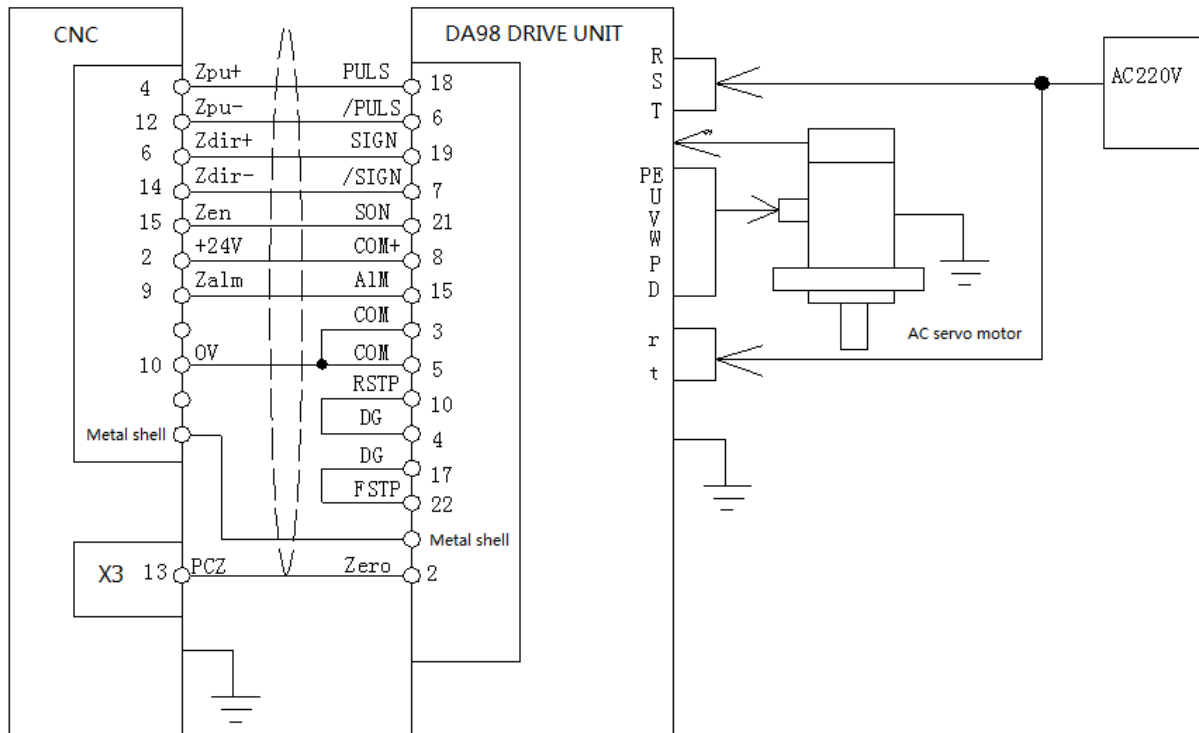 CNC
DA98 DRIVE UNIT
4 Zpu+ PULS 18
12 Zpu- /PULS 6
6 Zdir+ SIGN 19
14 Zdir- /SIGN 7
15 Zen SON 21
2 +24V COM+ 8
9 Zalm AlM 15
COM 3
10 OV COM 5
RSTP 10
DG 4
Metal shell
DG 17
FSTP 22
Metal shell
X3 13 PCZ Zero 2
R
S
T
PE
U
V
W
P
D
r
t
AC220V
AC servo motor